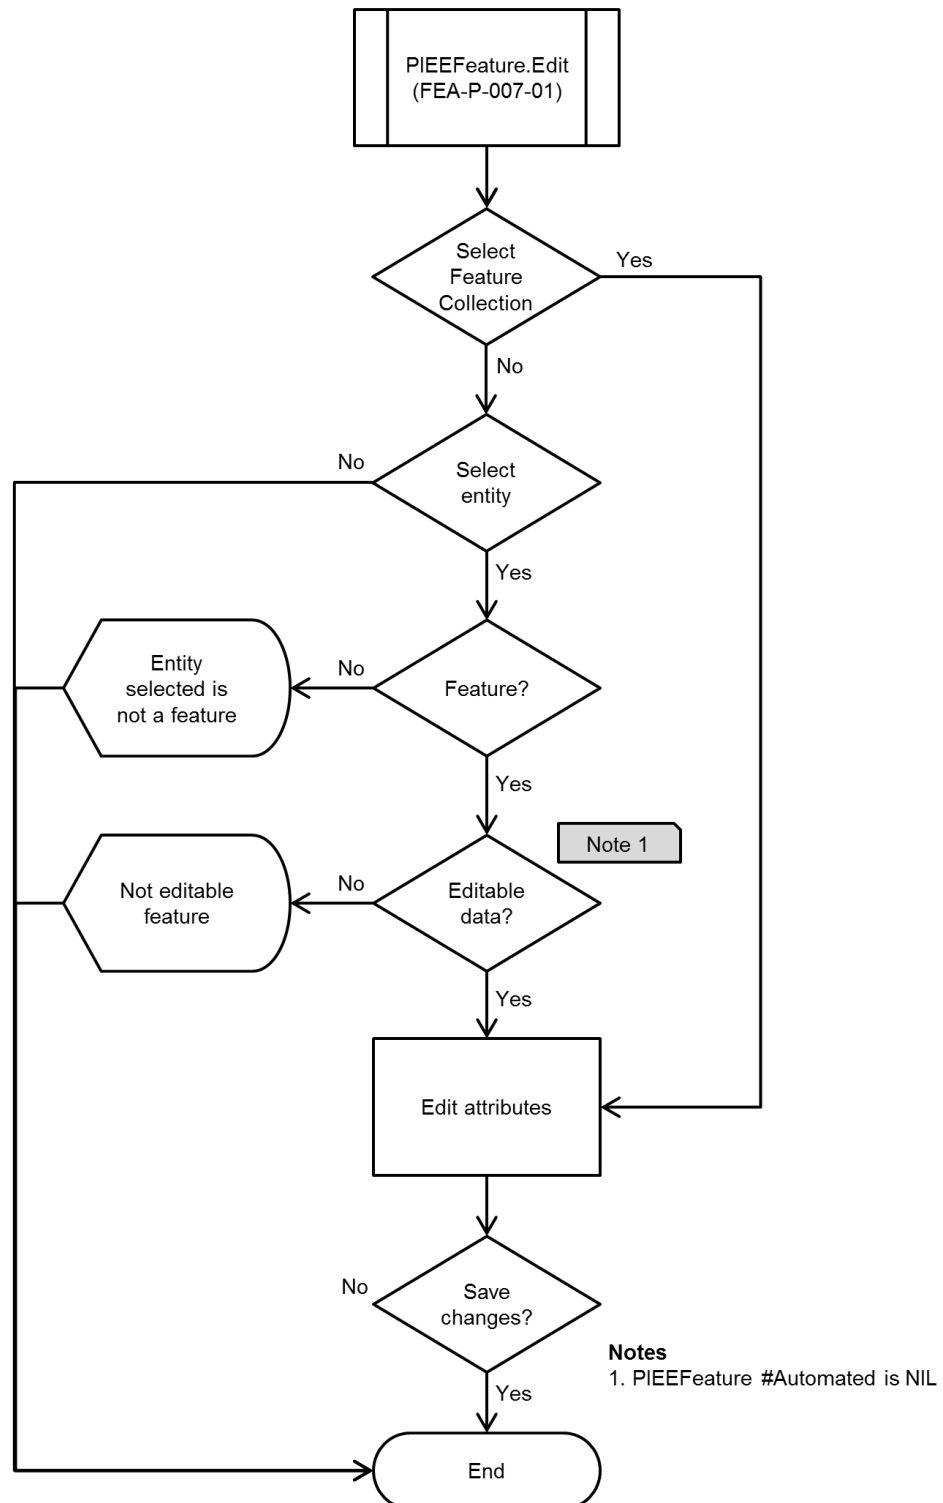 PIEEFeature.Edit
(FEA-P-007-01)
Select
Feature
Collection
Yes
No
Select
entity
No
Yes
Feature?
No
Entity
selected is
not a feature
Yes
Note 1
Editable
data?
No
Not editable
feature
Yes
Edit attributes
Save
changes?
No
Notes
1. PIEEFeature #Automated is NIL
Yes
End